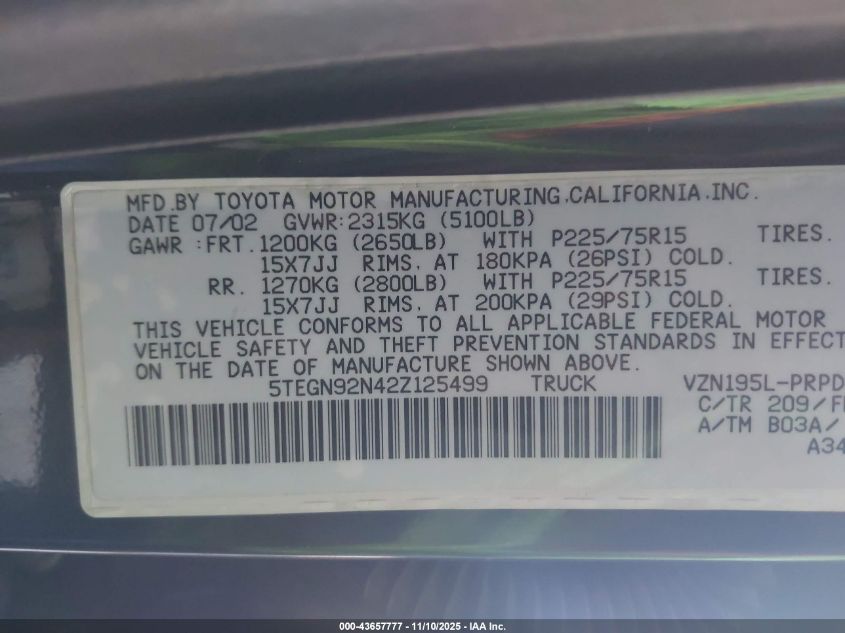 MFD.BY TOYOTA MOTOR MANUFACTURING.CALIFORNIA.INC.
DATE 07/02 GVWR:2315KG (5100LB)
GAWR :FRT. 1200KG (2650LB) WITH P225/75R15 TIRES.
15X7JJ RIMS, AT 180KPA (26PSI) COLD.
RR. 1270KG (2800LB) WITH P225/75R15 TIRES.
15X7JJ RIMS, AT 200KPA (29PSI) COLD.
THIS VEHICLE CONFORMS TO ALL APPLICABLE FEDERAL MOTOR
VEHICLE SAFETY AND THEFT PREVENTION STANDARDS IN EFFECT
ON THE DATE OF MANUFACTURE SHOWN ABOVE.
5TEGN92N42Z125499 TRUCK VZN195L-PRPD
C/TR 209/F
A/TM B03A/
A34
000-43657777 - 11/10/2025 - IAA Inc.